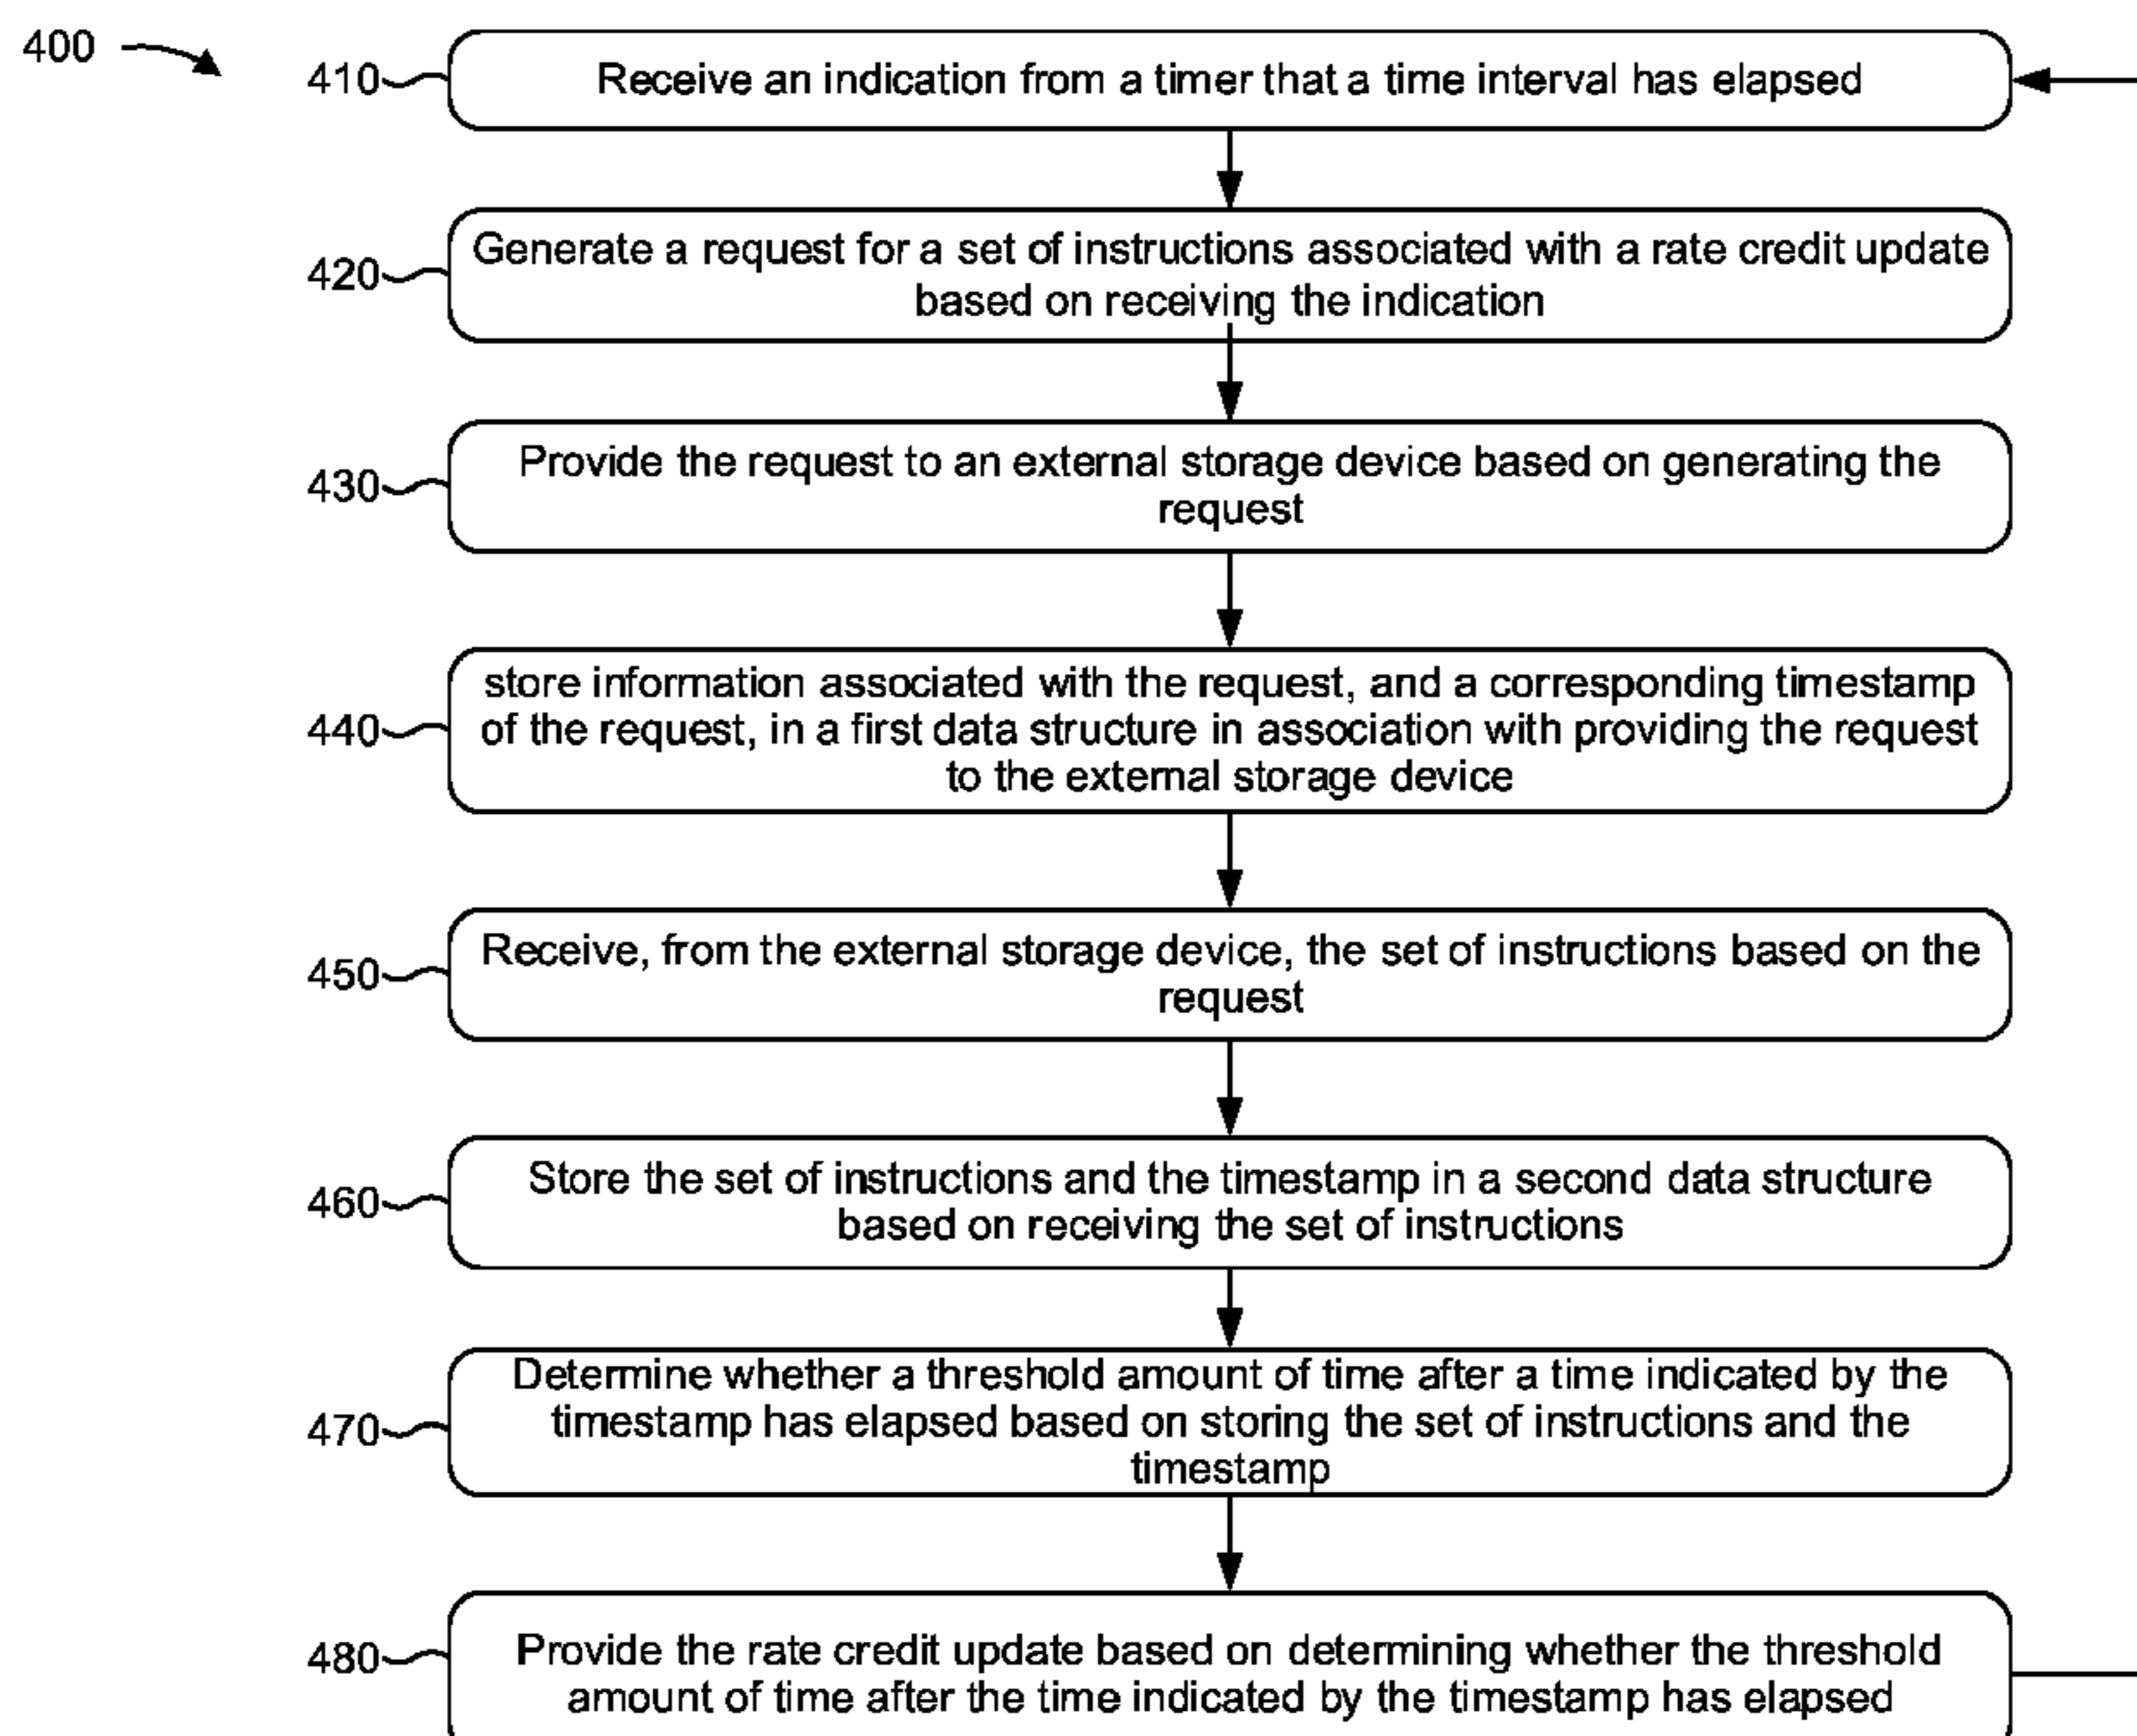 400
410
Receive an indication from a timer that a time interval has elapsed
420
Generate a request for a set of instructions associated with a rate credit update
based on receiving the indication
430
Provide the request to an external storage device based on generating the
request
440
store information associated with the request, and a corresponding timestamp
of the request, in a first data structure in association with providing the request
to the external storage device
450
Receive, from the external storage device, the set of instructions based on the
request
460
Store the set of instructions and the timestamp in a second data structure
based on receiving the set of instructions
470
Determine whether a threshold amount of time after a time indicated by the
timestamp has elapsed based on storing the set of instructions and the
timestamp
480
Provide the rate credit update based on determining whether the threshold
amount of time after the time indicated by the timestamp has elapsed